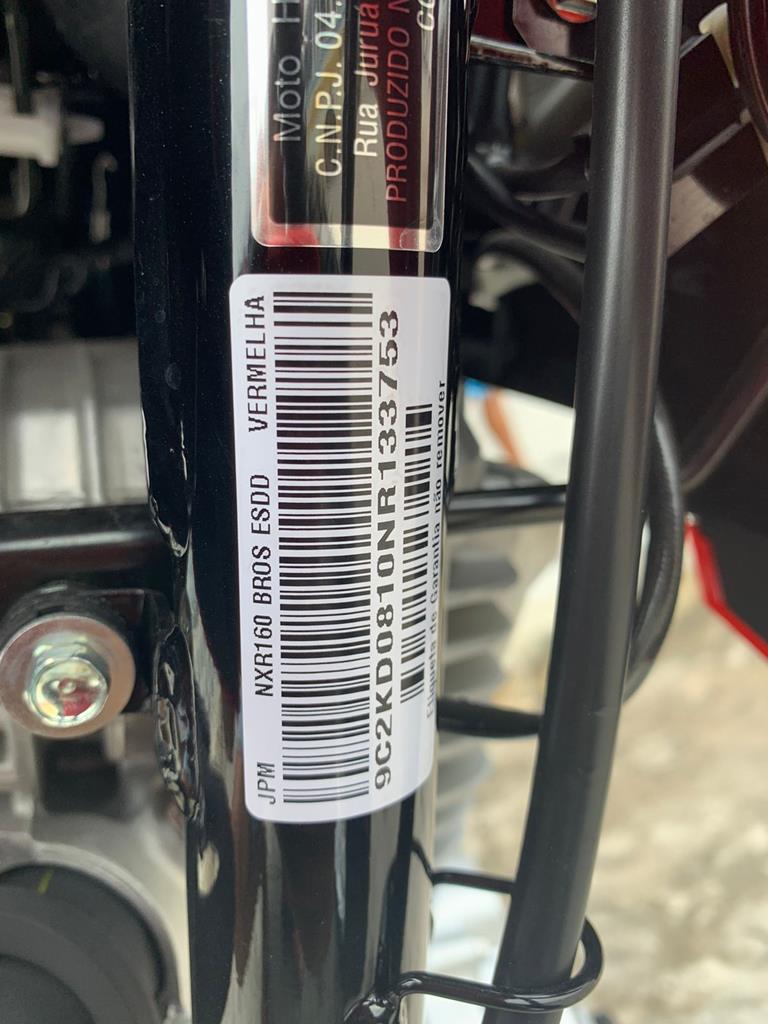 Moto H
C.N.P.J. 04.
Rua Juruá
PRODUZIDO N
JPM NXR160 BROS ESDD VERMELHA
9C2KD0810NR133753
Etiqueta de Garantia não remover